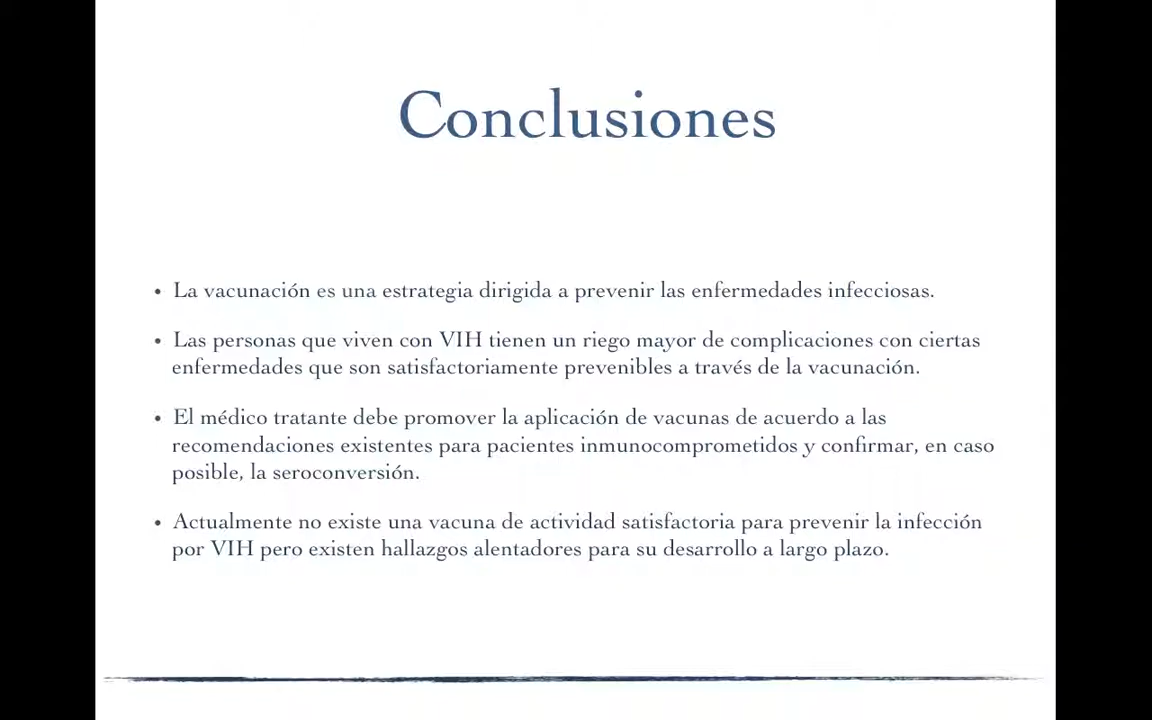 Conclusiones
• La vacunación es una estrategia dirigida a prevenir las enfermedades infecciosas.
• Las personas que viven con VIH tienen un riego mayor de complicaciones con ciertas
enfermedades que son satisfactoriamente prevenibles a través de la vacunación.
• El médico tratante debe promover la aplicación de vacunas de acuerdo a las
recomendaciones existentes para pacientes inmunocomprometidos y confirmar, en caso
posible, la seroconversión.
• Actualmente no existe una vacuna de actividad satisfactoria para prevenir la infección
por VIH pero existen hallazgos alentadores para su desarrollo a largo plazo.